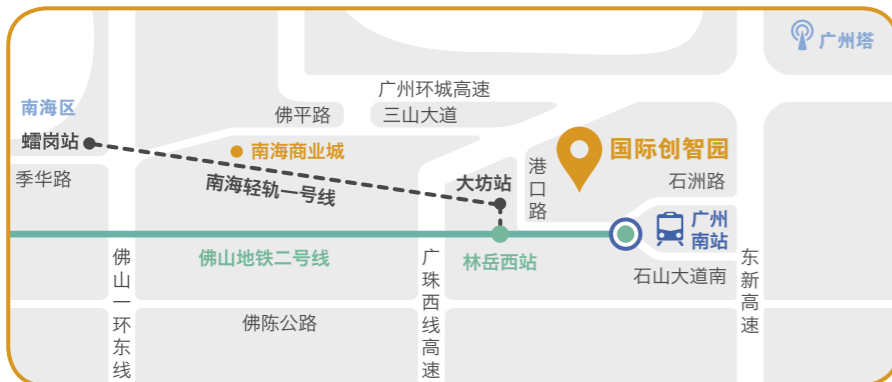 广州塔
广州环城高速
南海区
佛平路
三山大道
蠕岗站
南海商业城
国际创智园
季华路
南海轻轨一号线
大坊站
港口路
石洲路
广州
南站
佛山地铁二号线
林岳西站
石山大道南
佛山一环东线
广珠西线高速
东新高速
佛陈公路